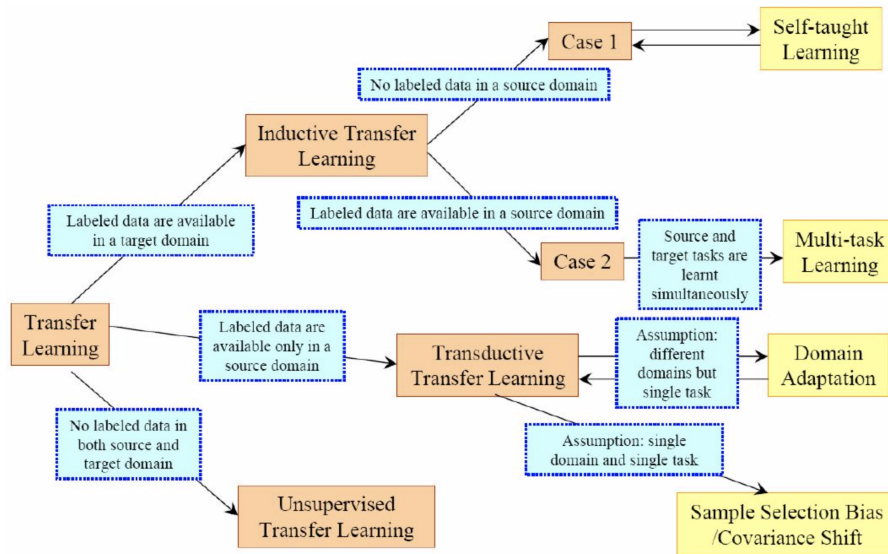 Case 1
Self-taught
Learning
No labeled data in a source domain
Inductive Transfer
Learning
Labeled data are available
in a target domain
Labeled data are available in a source domain
Case 2
Source and
target tasks are
learnt
simultaneously
Multi-task
Learning
Transfer
Learning
Labeled data are
available only in a
source domain
Transductive
Transfer Learning
Assumption:
different
domains but
single task
Domain
Adaptation
No labeled data in
both source and
target domain
Assumption: single
domain and single task
Unsupervised
Transfer Learning
Sample Selection Bias
/Covariance Shift